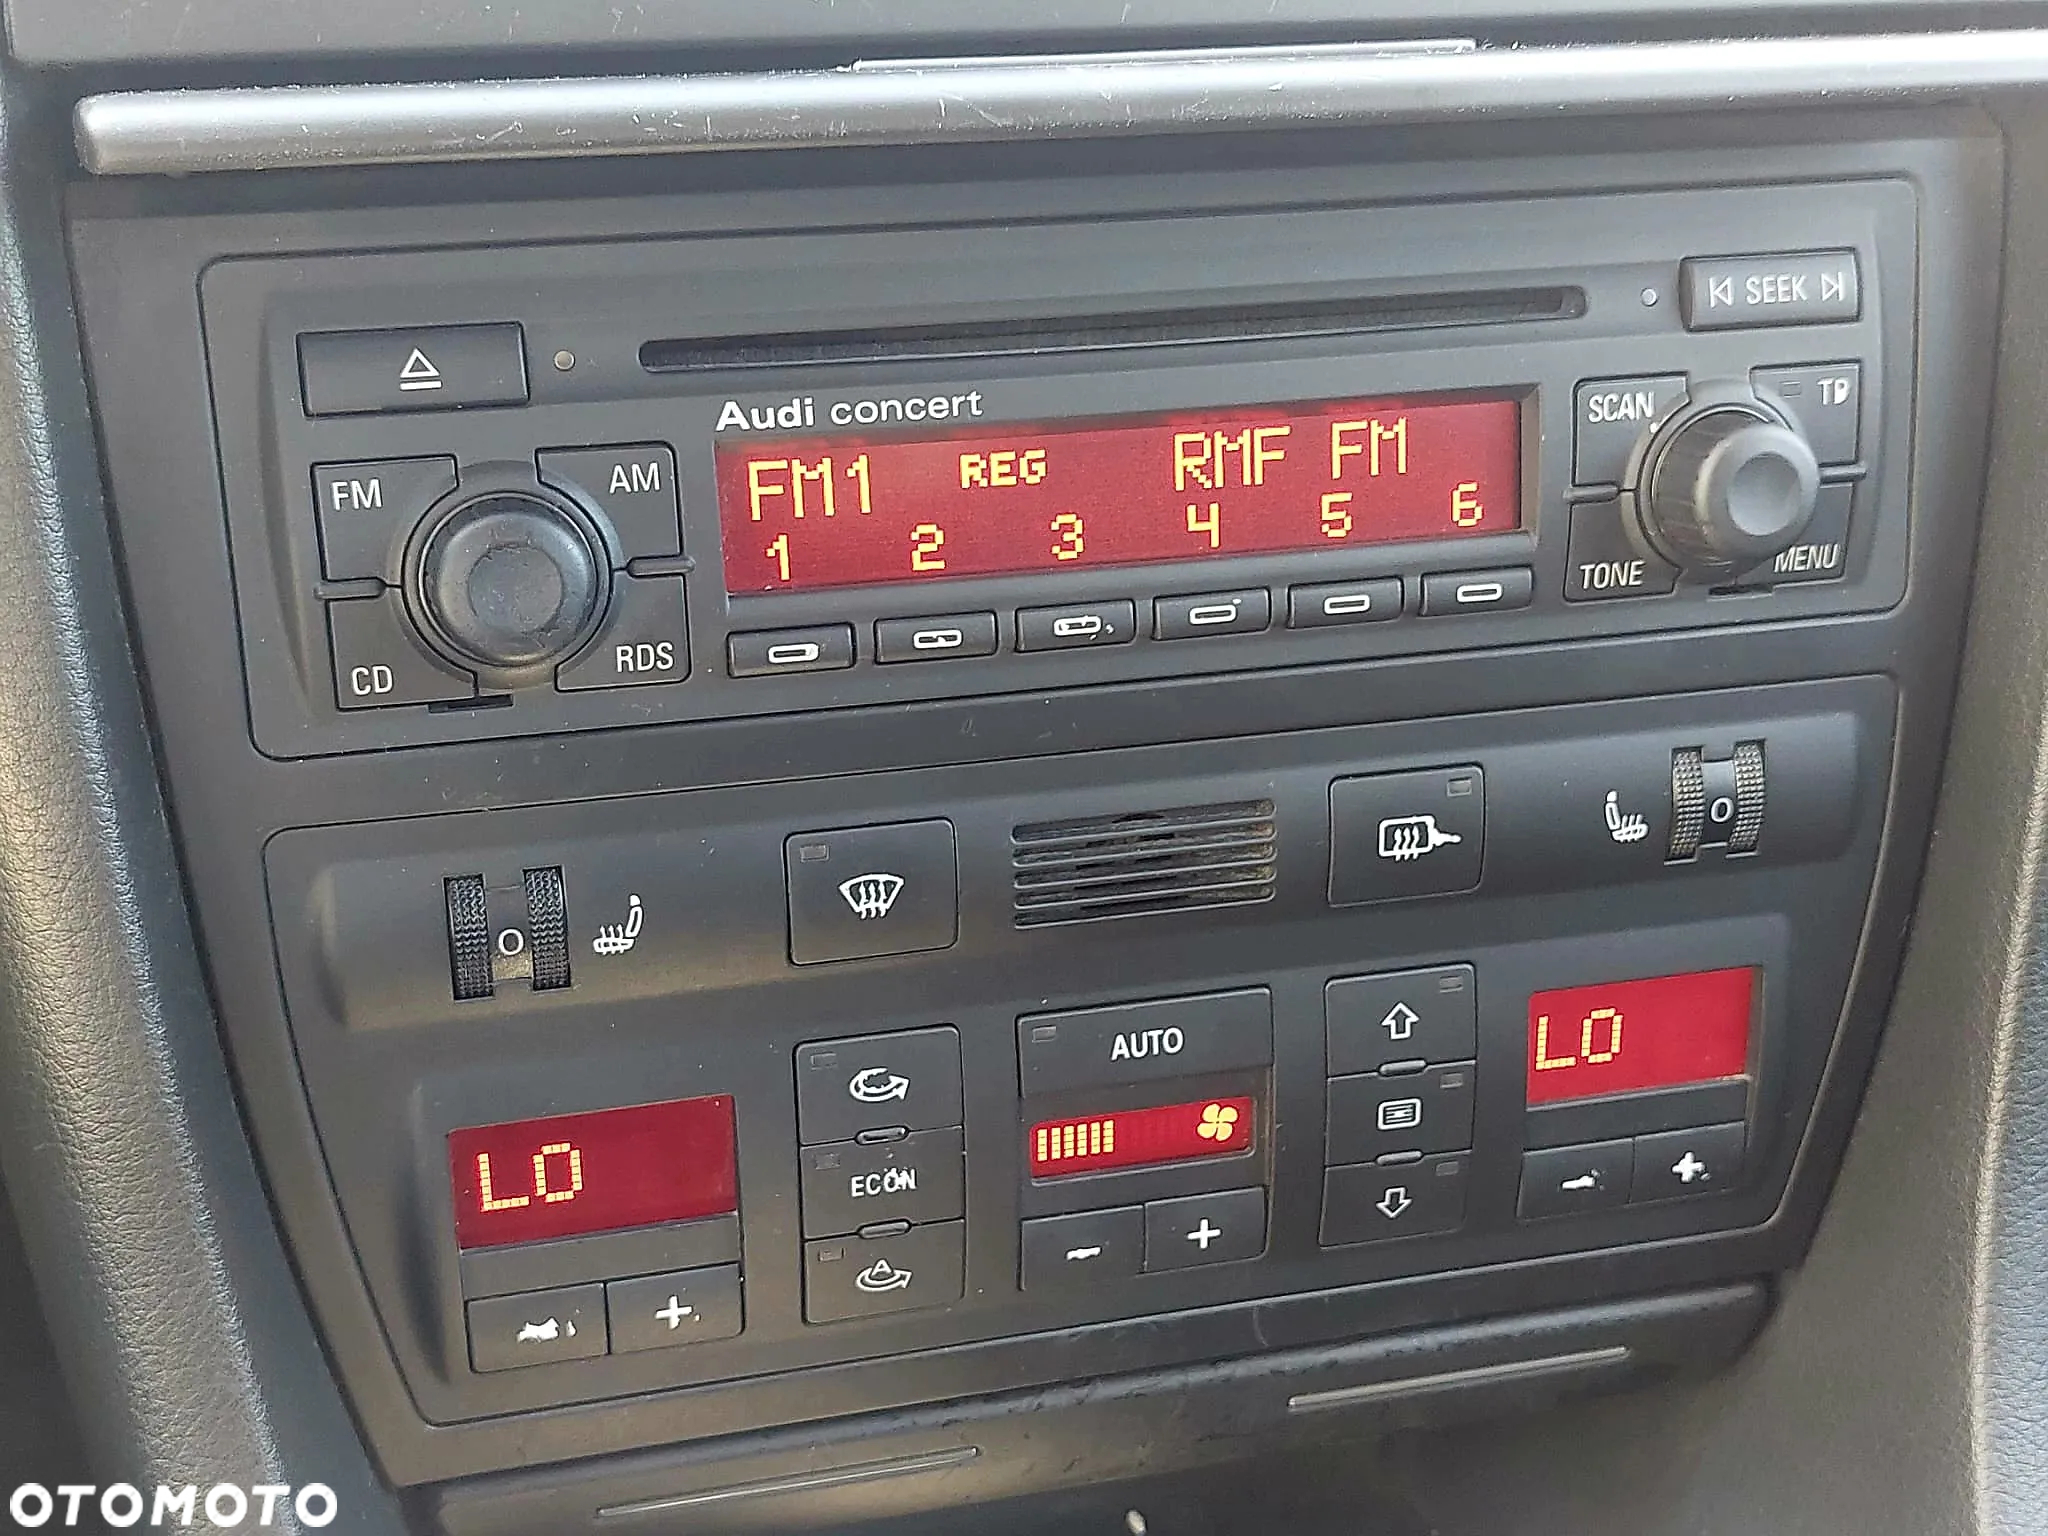 SEEK
Audi concert
FM
AM
FM1 REG RMF FM
1 2 3 4 5 6
SCAN
TP
CD
RDS
TONE
MENU
O
O
AUTO
LO
LO
ECON
A
- +
- +
- +
OTOMOTO